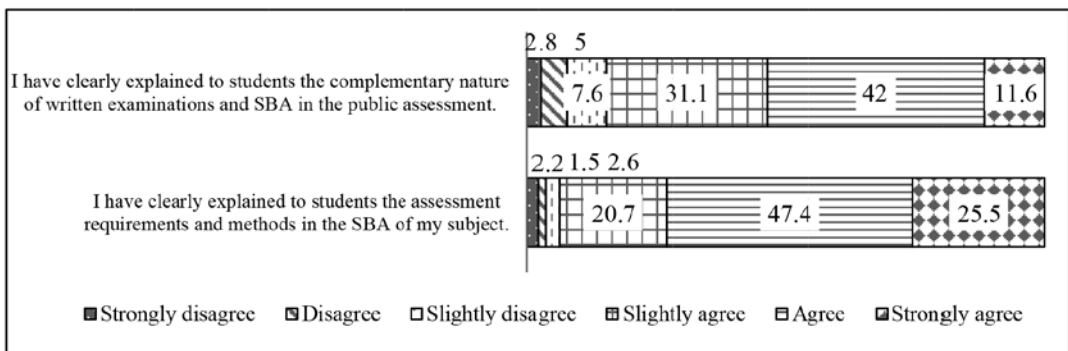 2.8 5
I have clearly explained to students the complementary nature
of written examinations and SBA in the public assessment.
7.6 31.1 42 11.6
2.2 1.5 2.6
I have clearly explained to students the assessment
requirements and methods in the SBA of my subject.
20.7 47.4 25.5
Strongly disagree Disagree Slightly disagree Slightly agree Agree Strongly agree